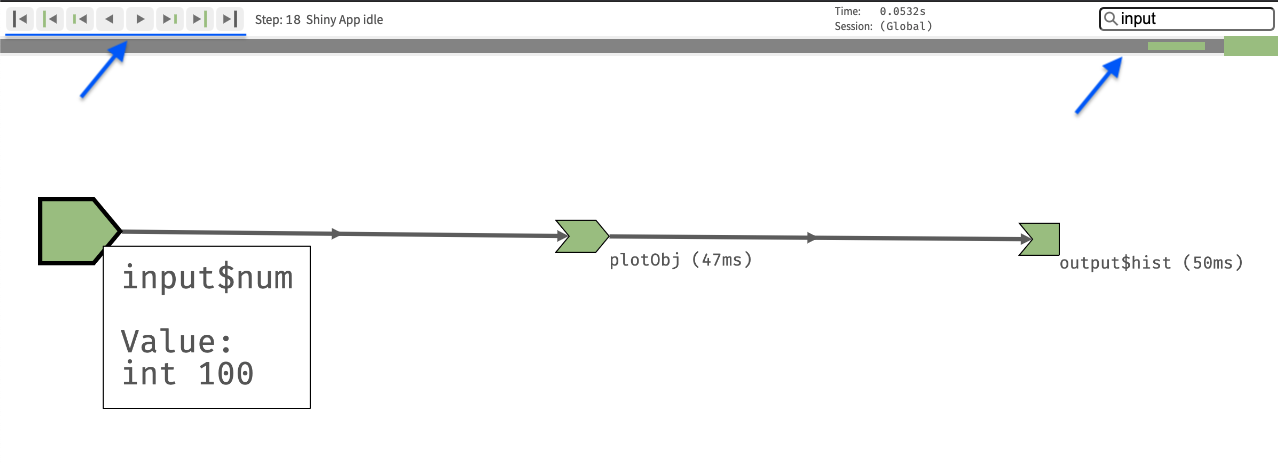 Step: 18 Shiny App idle
Time: 0.0532s
Session: (Global)
input
input$num
Value:
int 100
plotObj (47ms)
output$hist (50ms)